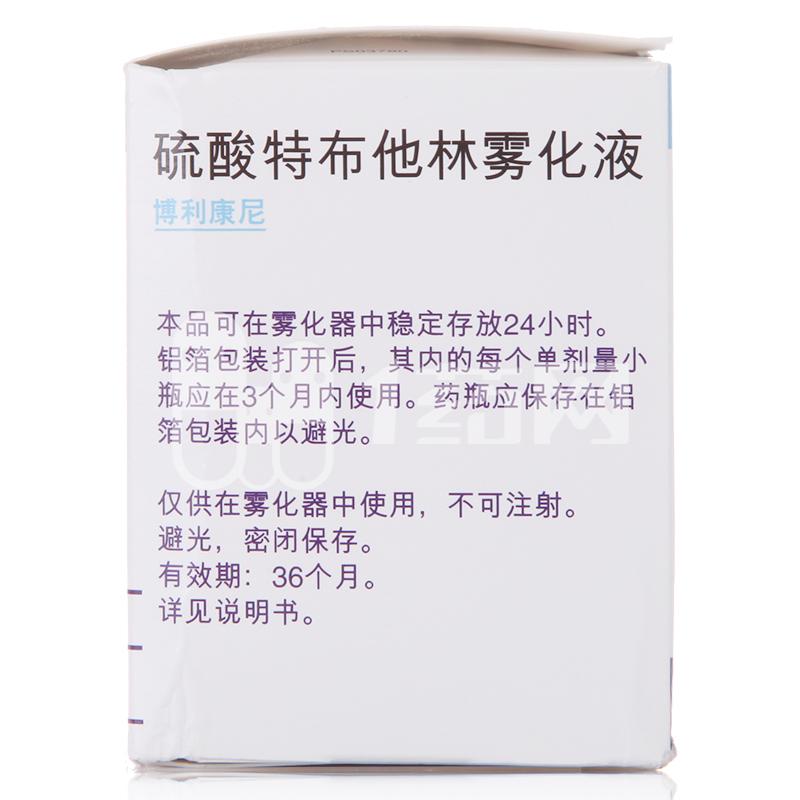 硫酸特布他林雾化液
博利康尼
本品可在雾化器中稳定存放24小时。
铝箔包装打开后，其内的每个单剂量小
瓶应在3个月内使用。药瓶应保存在铝
箔包装内以避光。
仅供在雾化器中使用，不可注射。
避光，密闭保存。
有效期：36个月。
详见说明书。
1药网